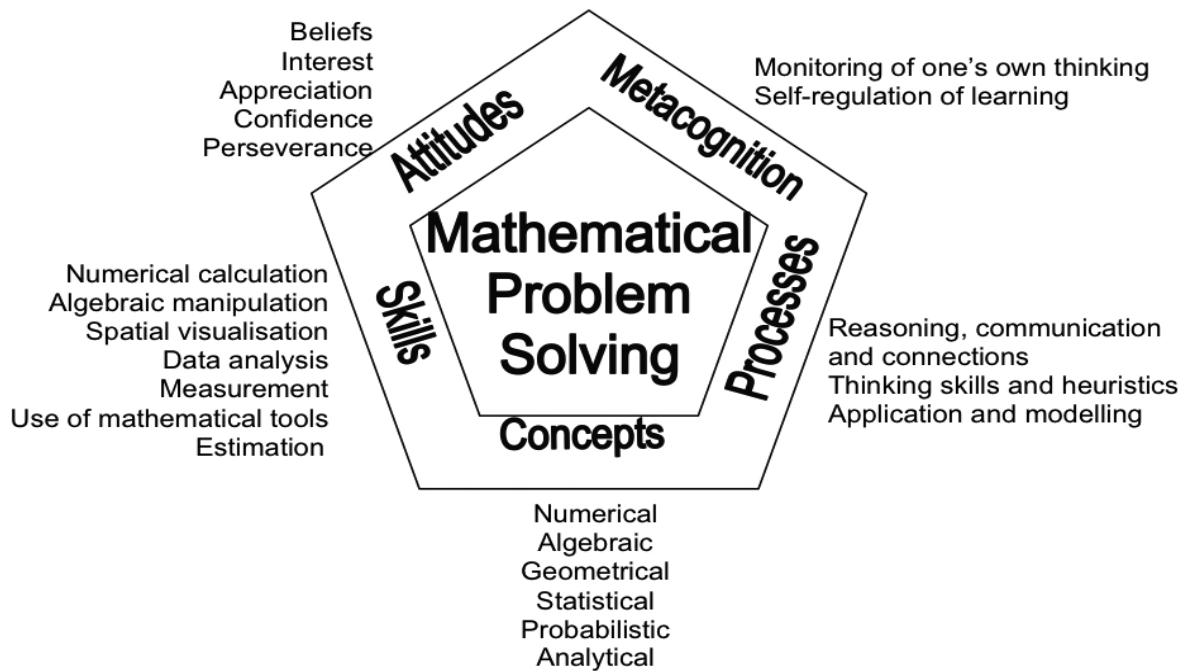 Beliefs
Interest
Appreciation
Confidence
Perseverance
Attitudes
Metacognition
Monitoring of one’s own thinking
Self-regulation of learning
Mathematical
Problem
Solving
Numerical calculation
Algebraic manipulation
Spatial visualisation
Data analysis
Measurement
Use of mathematical tools
Estimation
Skills
Processes
Reasoning, communication
and connections
Thinking skills and heuristics
Application and modelling
Concepts
Numerical
Algebraic
Geometrical
Statistical
Probabilistic
Analytical